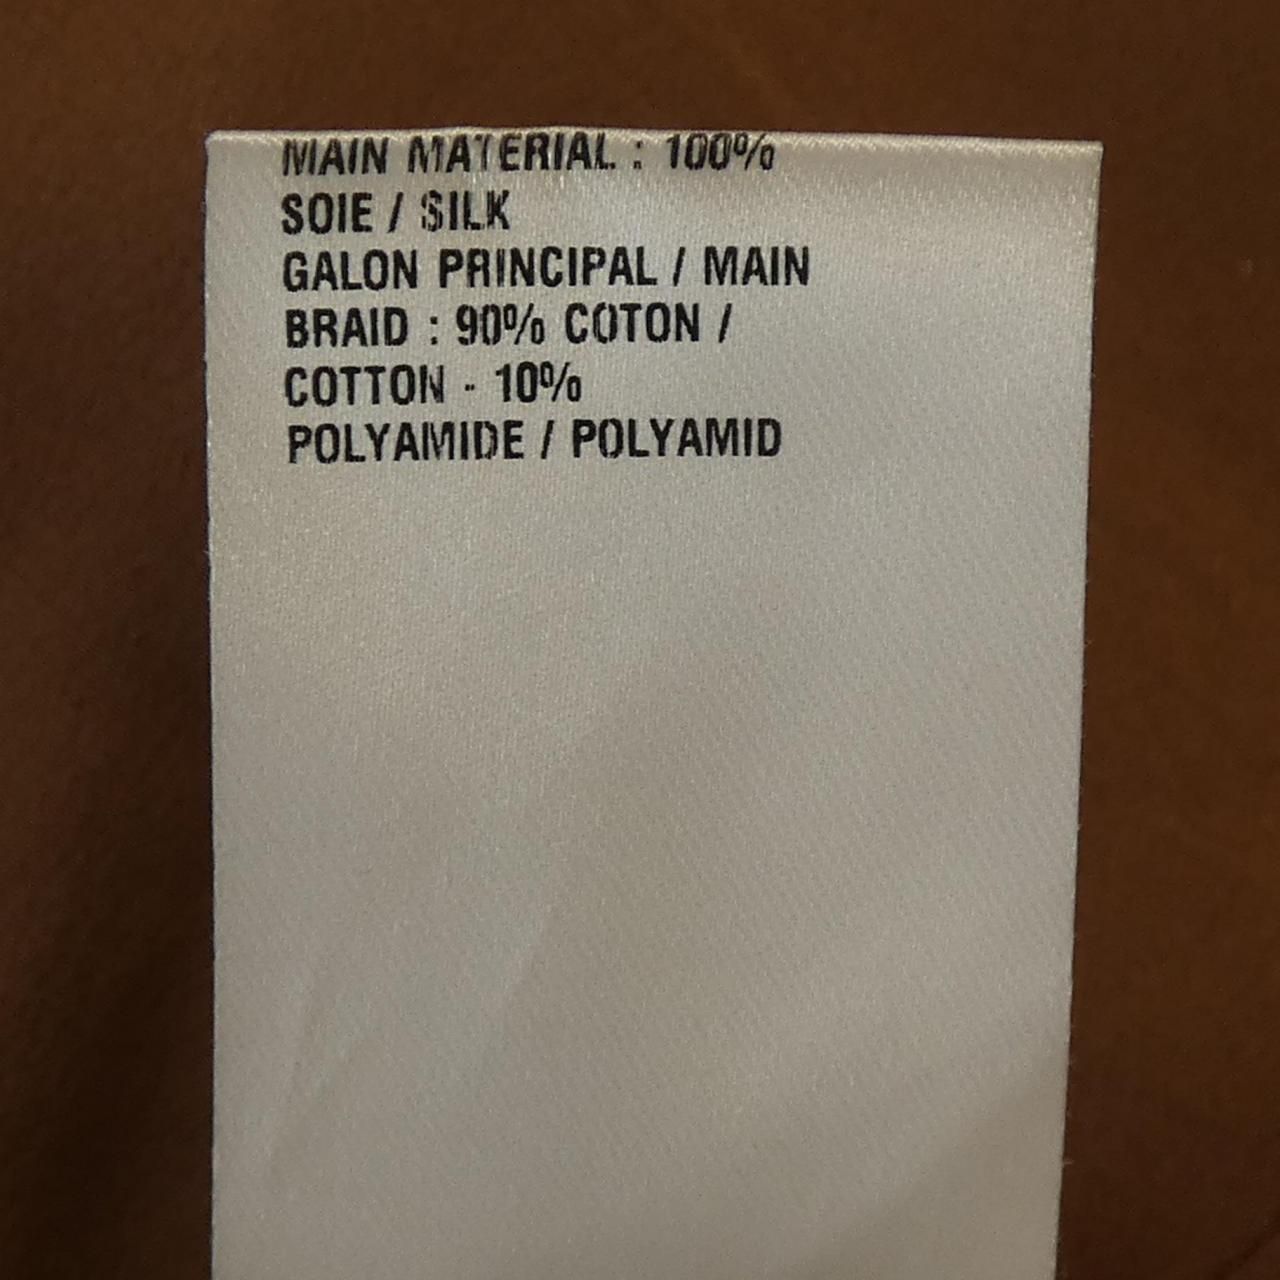 MAIN MATERIAL : 100%
SOIE / SILK
GALON PRINCIPAL / MAIN
BRAID : 90% COTON /
COTTON - 10%
POLYAMIDE / POLYAMID